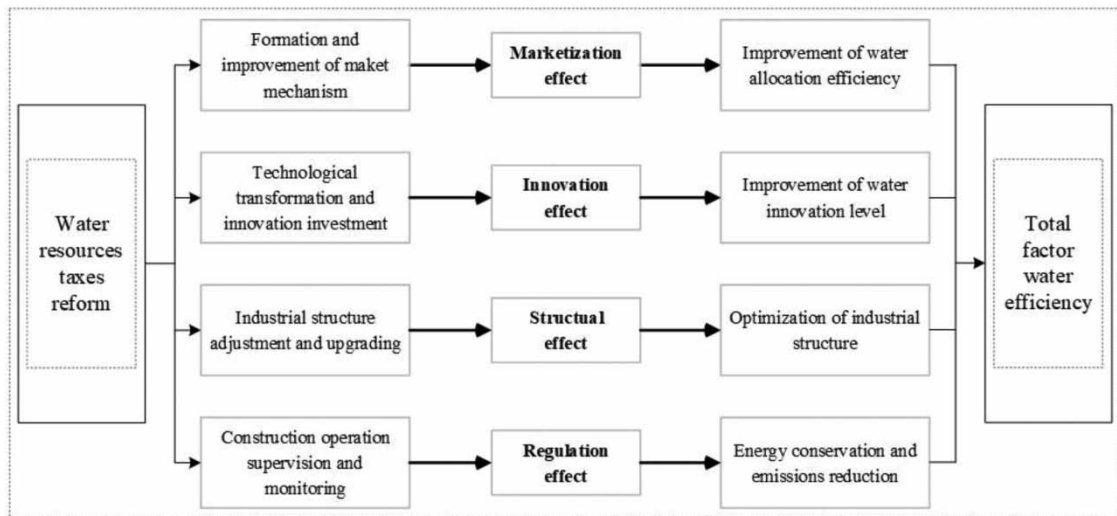 Water
resources
taxes
reform
Formation and
improvement of maket
mechanism
Marketization
effect
Improvement of water
allocation efficiency
Technological
transformation and
innovation investment
Innovation
effect
Improvement of water
innovation level
Industrial structure
adjustment and upgrading
Structual
effect
Optimization of industrial
structure
Construction operation
supervision and
monitoring
Regulation
effect
Energy conservation and
emissions reduction
Total
factor
water
efficiency